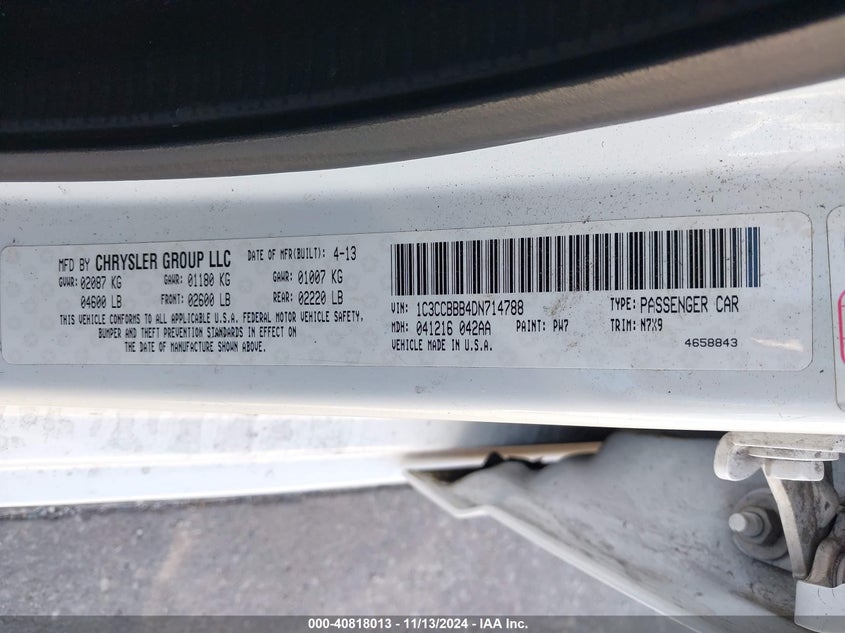 MFD BY CHRYSLER GROUP LLC DATE OF MFR(BUILT): 4-13
GVWR: 02087 KG GAWR: 01180 KG GAWR: 01007 KG
04600 LB FRONT: 02600 LB REAR: 02220 LB
THIS VEHICLE CONFORMS TO ALL APPLICABLE U.S.A. FEDERAL MOTOR VEHICLE SAFETY,
BUMPER AND THEFT PREVENTION STANDARDS IN EFFECT ON
THE DATE OF MANUFACTURE SHOWN ABOVE.
VIN: 1C3CCBBB4DN714788 TYPE: PASSENGER CAR
MDH: 041216 042AA PAINT: PW7 TRIM: N7X9
VEHICLE MADE IN U.S.A. 4658843
000-40818013 - 11/13/2024 - IAA Inc.